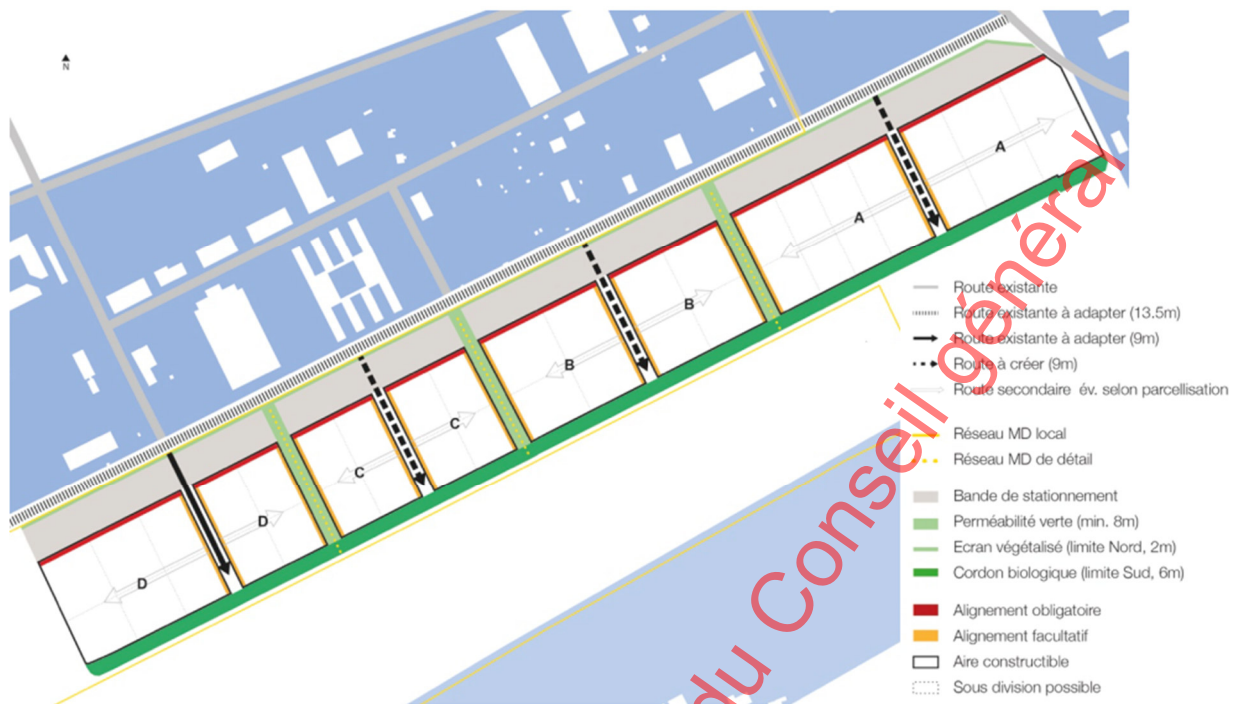 N
A
A
B
B
C
C
D
D
Route existante
Route existante à adapter (13.5m)
Route existante à adapter (9m)
Route à créer (9m)
Route secondaire év. selon parcellisation
Réseau MD local
Réseau MD de détail
Bande de stationnement
Perméabilité verte (min. 8m)
Ecran végétalisé (limite Nord, 2m)
Cordon biologique (limite Sud, 6m)
Alignement obligatoire
Alignement facultatif
Aire constructible
Sous division possible
du Conseil général